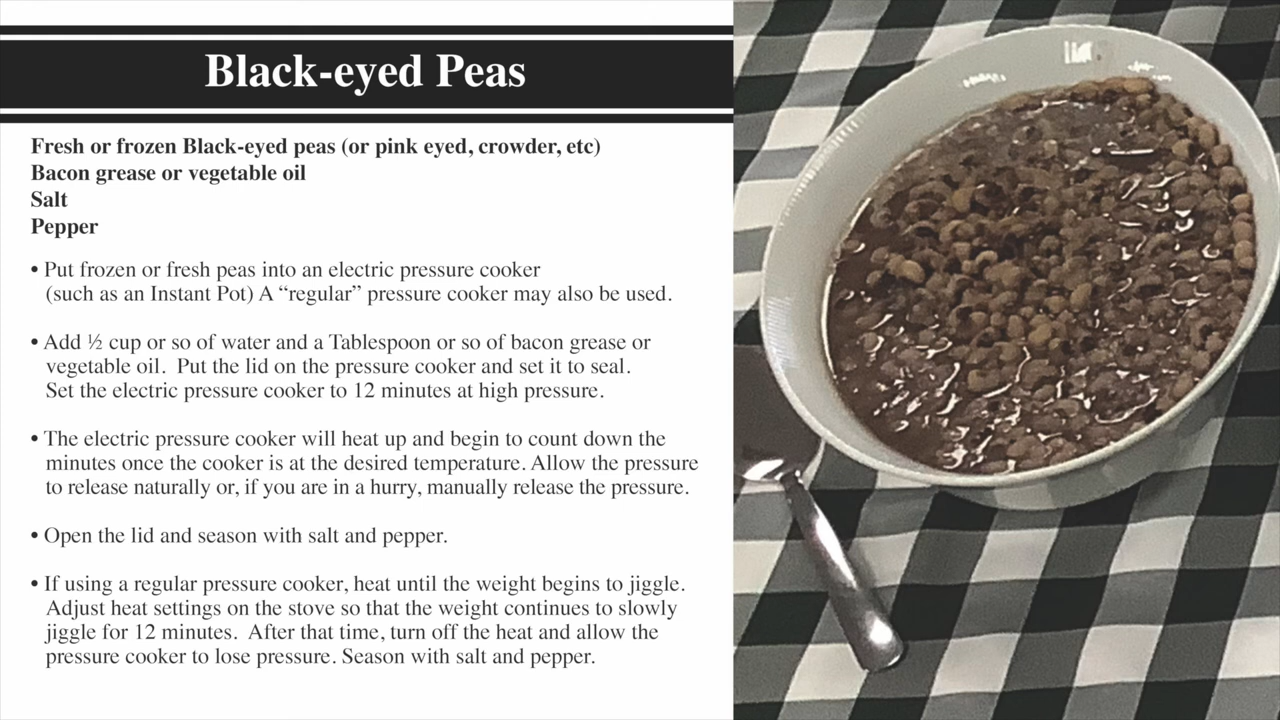 Black-eyed Peas
Fresh or frozen Black-eyed peas (or pink eyed, crowder, etc)
Bacon grease or vegetable oil
Salt
Pepper
• Put frozen or fresh peas into an electric pressure cooker
(such as an Instant Pot) A “regular” pressure cooker may also be used.
• Add ½ cup or so of water and a Tablespoon or so of bacon grease or
vegetable oil. Put the lid on the pressure cooker and set it to seal.
Set the electric pressure cooker to 12 minutes at high pressure.
• The electric pressure cooker will heat up and begin to count down the
minutes once the cooker is at the desired temperature. Allow the pressure
to release naturally or, if you are in a hurry, manually release the pressure.
• Open the lid and season with salt and pepper.
• If using a regular pressure cooker, heat until the weight begins to jiggle.
Adjust heat settings on the stove so that the weight continues to slowly
jiggle for 12 minutes. After that time, turn off the heat and allow the
pressure cooker to lose pressure. Season with salt and pepper.